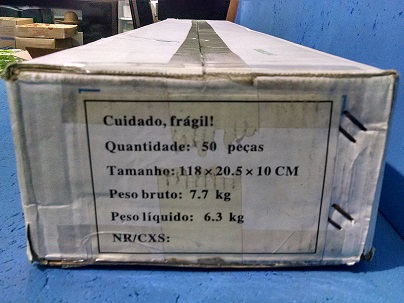 Cuidado, frágil!
Quantidade: 50 peças
Tamanho: 118×20.5×10 CM
Peso bruto: 7.7 kg
Peso líquido: 6.3 kg
NR/CXS: